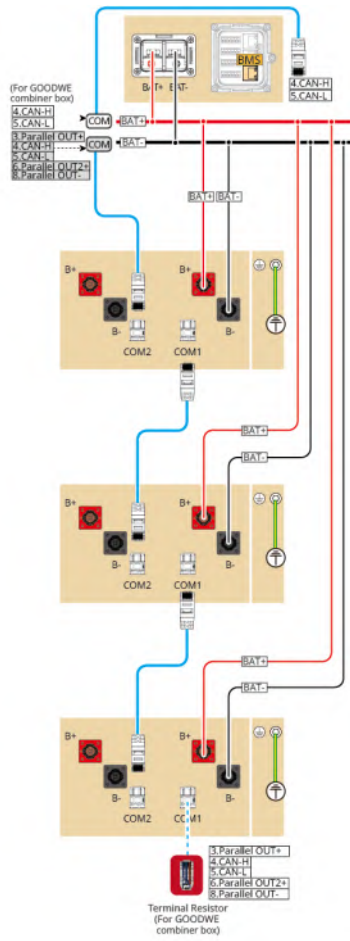 BMS
BAT+ BAT-
4.CAN-H
5.CAN-L
(For GOODWE
combiner box)
4.CAN-H
5.CAN-L
COM
BAT+
3.Parallel OUT+
4.CAN-H
5.CAN-L
6.Parallel OUT2+
8.Parallel OUT-
COM
BAT-
BAT+ BAT-
B+
B+
B-
B-
COM2
COM1
BAT+
BAT-
B+
B+
B-
B-
COM2
COM1
BAT+
BAT-
B+
B+
B-
B-
COM2
COM1
3.Parallel OUT+
4.CAN-H
5.CAN-L
6.Parallel OUT2+
8.Parallel OUT-
Terminal Resistor
(For GOODWE
combiner box)